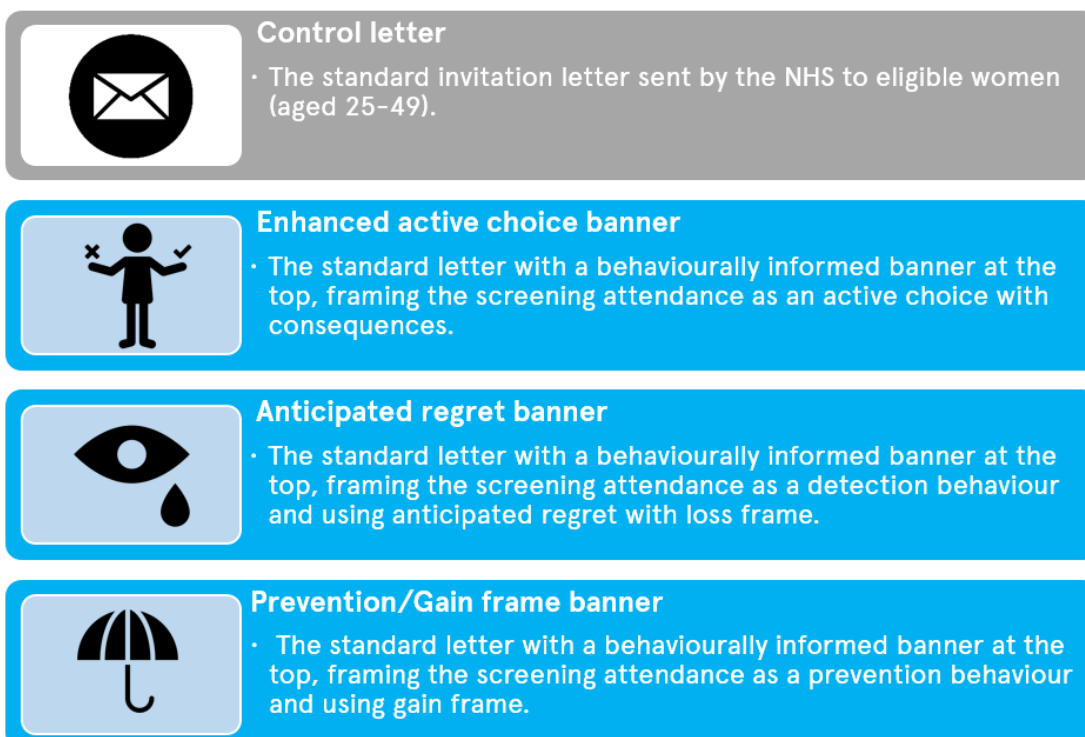 Control letter
· The standard invitation letter sent by the NHS to eligible women
(aged 25-49).
Enhanced active choice banner
· The standard letter with a behaviourally informed banner at the
top, framing the screening attendance as an active choice with
consequences.
Anticipated regret banner
· The standard letter with a behaviourally informed banner at the
top, framing the screening attendance as a detection behaviour
and using anticipated regret with loss frame.
Prevention/Gain frame banner
· The standard letter with a behaviourally informed banner at the
top, framing the screening attendance as a prevention behaviour
and using gain frame.